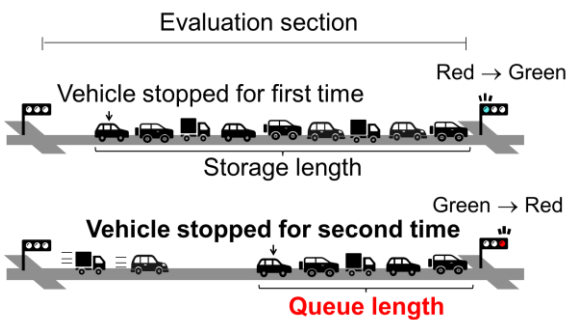 Evaluation section
Red → Green
Vehicle stopped for first time
Storage length
Green → Red
Vehicle stopped for second time
Queue length